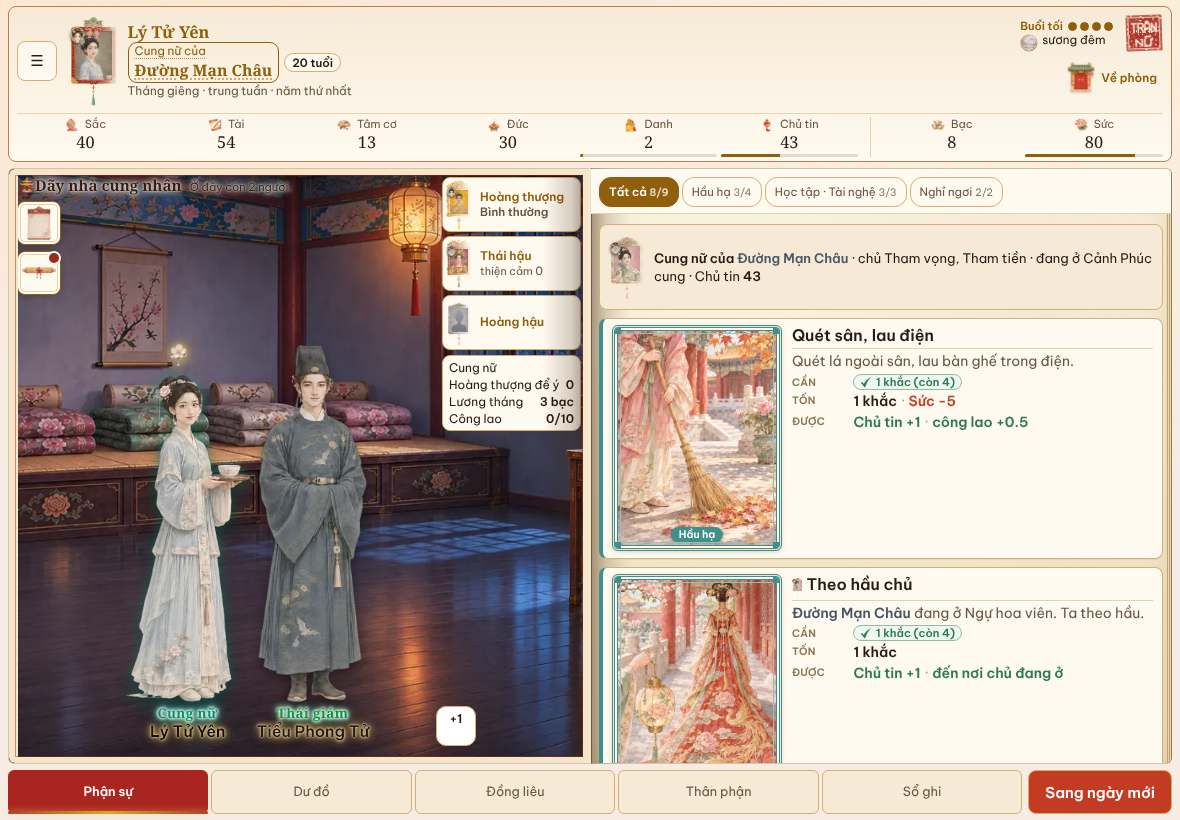 ☰
Lý Tử Yên
Cung nữ của
Đường Mạn Châu
20 tuổi
Tháng giêng · trung tuần · năm thứ nhất
Buổi tối
sương đêm
TRÂN NỮ
Về phòng
Sắc
40
Tài
54
Tâm cơ
13
Đức
30
Danh
2
Chủ tin
43
Bạc
8
Sức
80
Dãy nhà cung nhân Ở đây còn 2 người
Hoàng thượng
Bình thường
Thái hậu
thiện cảm 0
Hoàng hậu
Cung nữ
Hoàng thượng để ý 0
Lương tháng 3 bạc
Công lao 0/10
Cung nữ
Lý Tử Yên
Thái giám
Tiểu Phong Tử
+1
Tất cả 8/9
Hầu hạ 3/4
Học tập · Tài nghệ 3/3
Nghỉ ngơi 2/2
Cung nữ của Đường Mạn Châu · chủ Tham vọng, Tham tiền · đang ở Cảnh Phúc
cung · Chủ tin 43
Hầu hạ
Quét sân, lau điện
Quét lá ngoài sân, lau bàn ghế trong điện.
CẦN ✓ 1 khắc (còn 4)
TỐN 1 khắc · Sức -5
ĐƯỢC Chủ tin +1 · công lao +0.5
Theo hầu chủ
Đường Mạn Châu đang ở Ngự hoa viên. Ta theo hầu.
CẦN ✓ 1 khắc (còn 4)
TỐN 1 khắc
ĐƯỢC Chủ tin +1 · đến nơi chủ đang ở
Phận sự
Dư đồ
Đồng liêu
Thân phận
Sổ ghi
Sang ngày mới